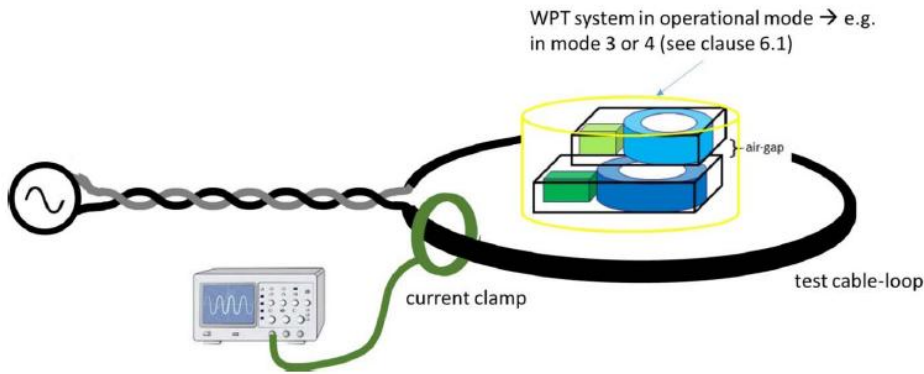 WPT system in operational mode → e.g.
in mode 3 or 4 (see clause 6.1)
air-gap
current clamp
test cable-loop